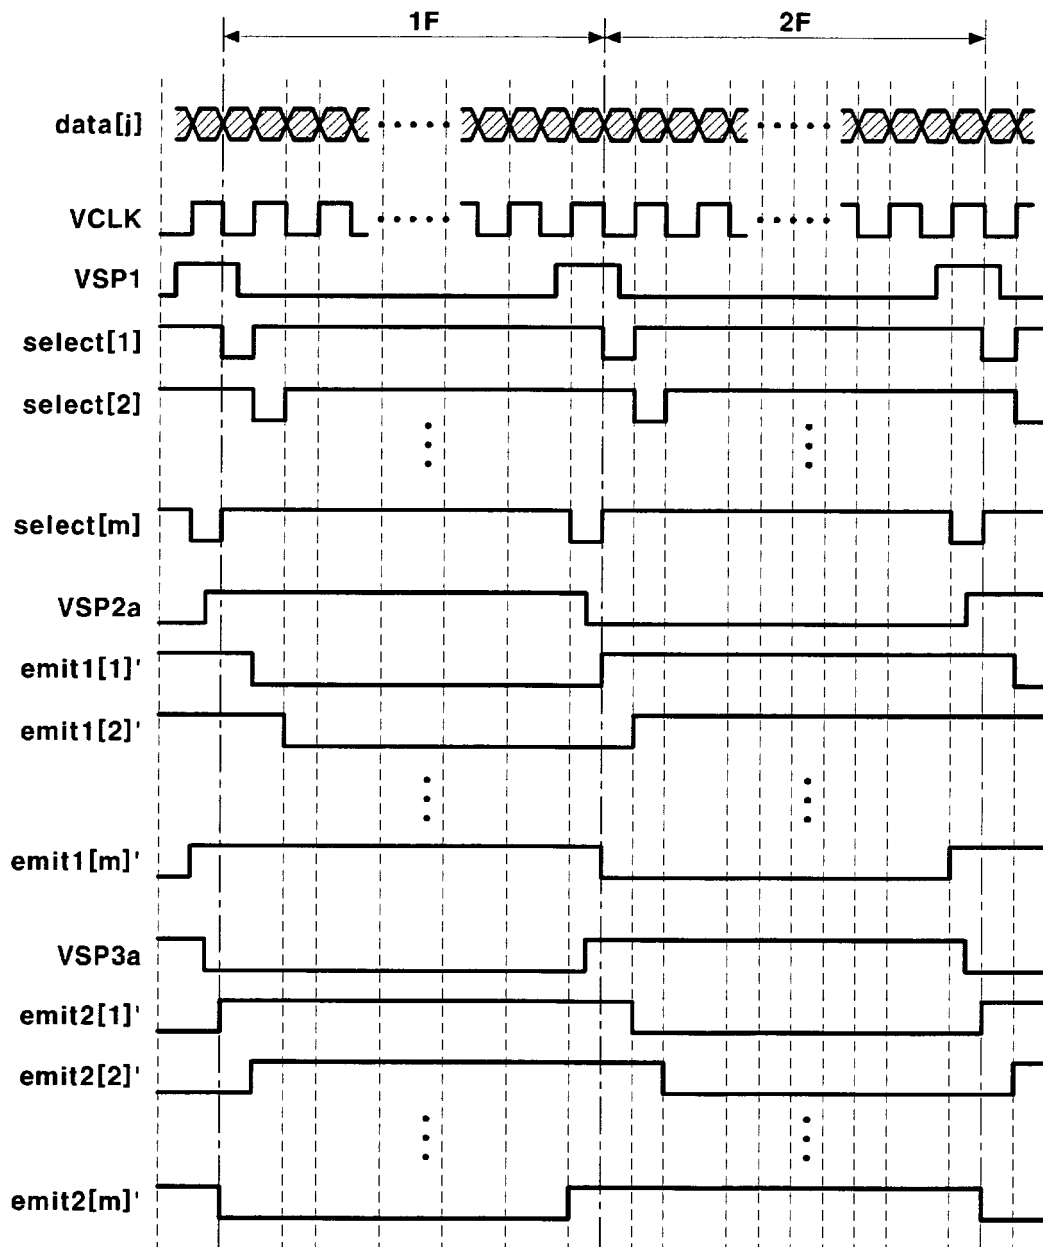 1F 2F
data[j]
VCLK
VSP1
select[1]
select[2]
select[m]
VSP2a
emit1[1]'
emit1[2]'
emit1[m]'
VSP3a
emit2[1]'
emit2[2]'
emit2[m]'